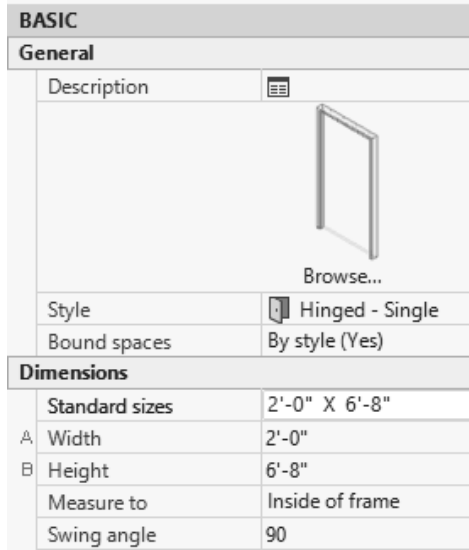 BASIC
General
Description
Browse...
Style Hinged - Single
Bound spaces By style (Yes)
Dimensions
Standard sizes 2'-0" X 6'-8"
A Width 2'-0"
B Height 6'-8"
Measure to Inside of frame
Swing angle 90